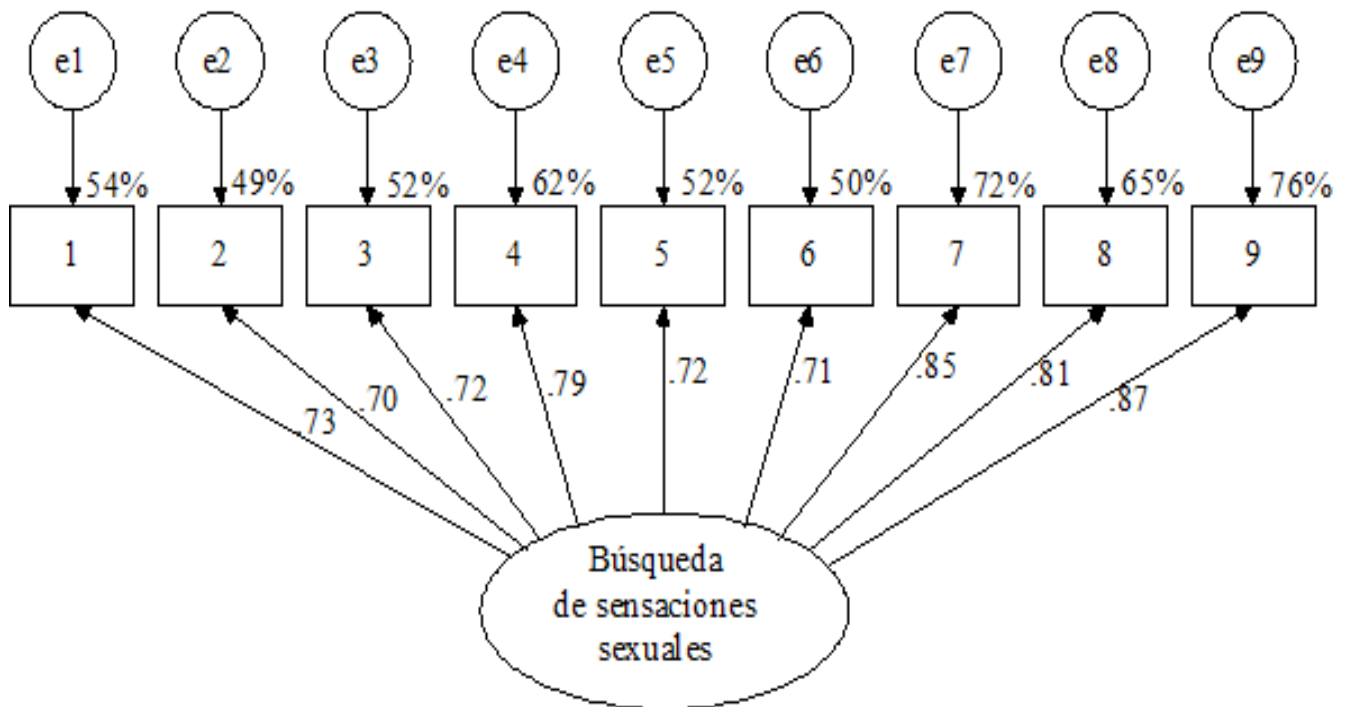 e1 e2 e3 e4 e5 e6 e7 e8 e9
54% 49% 52% 62% 52% 50% 72% 65% 76%
1 2 3 4 5 6 7 8 9
.73 .70 .72 .79 .72 .71 .85 .81 .87
Búsqueda
de sensaciones
sexuales